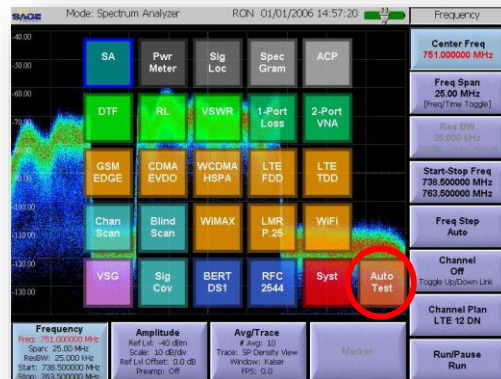 SAGE Mode: Spectrum Analyzer RON 01/01/2006 14:57:20
Frequency
-40.00
SA
Pwr Meter
Sig Loc
Spec Gram
ACP
DTF
RL
VSWR
1-Port Loss
2-Port VNA
GSM EDGE
CDMA EVDO
WCDMA HSPA
LTE FDD
LTE TDD
Chan Scan
Blind Scan
WiMAX
LMR P.25
WiFi
VSG
Sig Cov
BERT DS1
RFC 2544
Syst
Auto Test
-120.00
-130.00
Center Freq
751.000000 MHz
Freq Span
25.00 MHz
[Freq/Time Toggle]
Res BW
Start-Stop Freq
738.500000 MHz
763.500000 MHz
Freq Step
Auto
Channel
Off
Toggle Up/Down Link
Channel Plan
LTE 12 DN
Run/Pause
Run
Frequency
Freq: 751.000000 MHz
Span: 25.00 MHz
ResBW: 25.000 kHz
Start: 738.500000 MHz
Stop: 763.500000 MHz
Amplitude
Ref Lvl: -40 dBm
Scale: 10 dB/div
Ref Lvl Offset: 0.0 dB
Preamp: Off
Avg/Trace
# Avg: 10
Trace: SP Density View
Window: Kaiser
FPS: 0.0
Marker